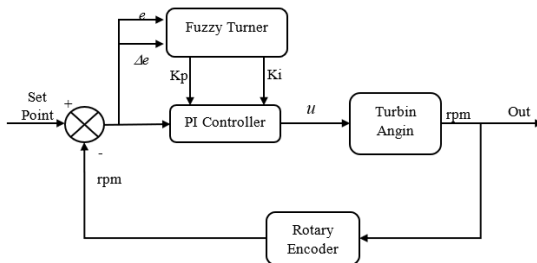 e
Fuzzy Turner
Δe
Kp
Ki
Set
Point
+
PI Controller
u
Turbin
Angin
rpm
Out
-
rpm
Rotary
Encoder